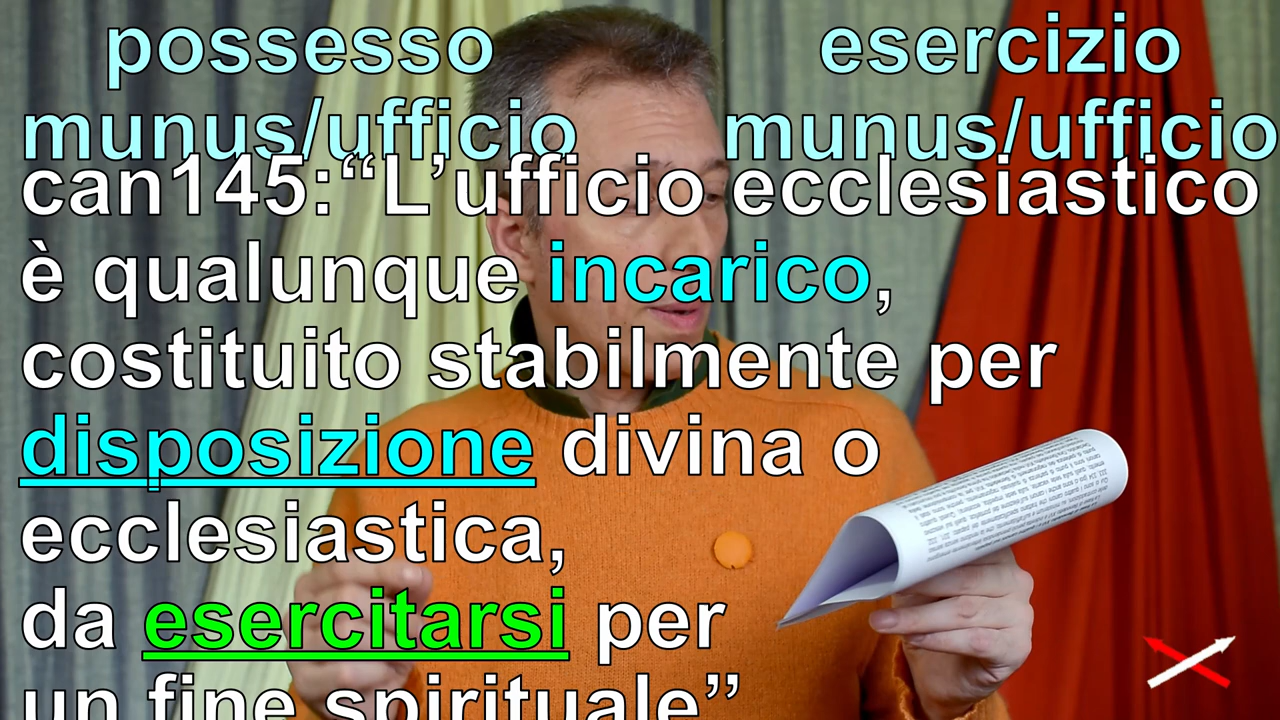 possesso esercizio
munus/ufficio munus/ufficio
can145:“L’ufficio ecclesiastico
è qualunque incarico,
costituito stabilmente per
disposizione divina o
ecclesiastica,
da esercitarsi per
un fine spirituale”